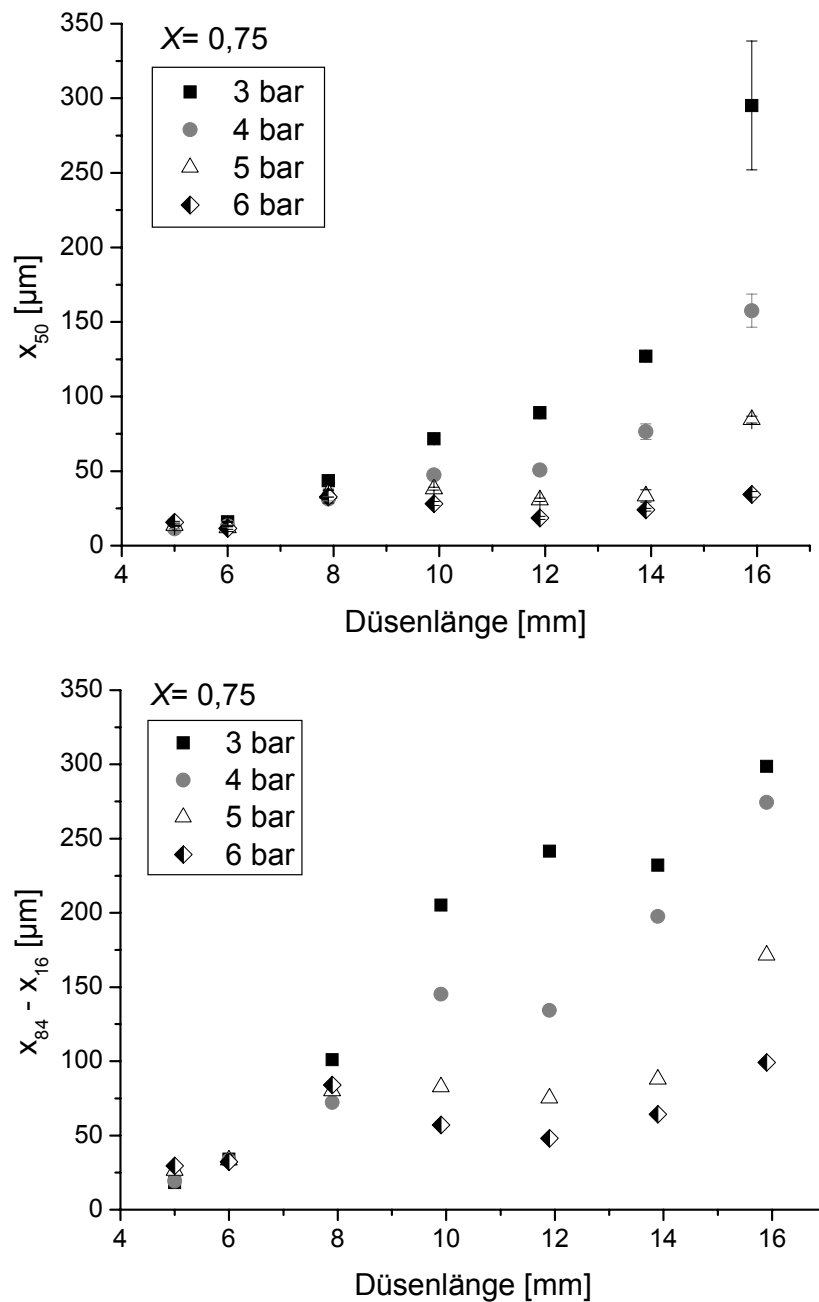 350
300
250
200
150
100
50
0
x50 [µm]
X= 0,75
3 bar
4 bar
5 bar
6 bar
4 6 8 10 12 14 16
Düsenlänge [mm]
350
300
250
200
150
100
50
0
x84 - x16 [µm]
X= 0,75
3 bar
4 bar
5 bar
6 bar
4 6 8 10 12 14 16
Düsenlänge [mm]